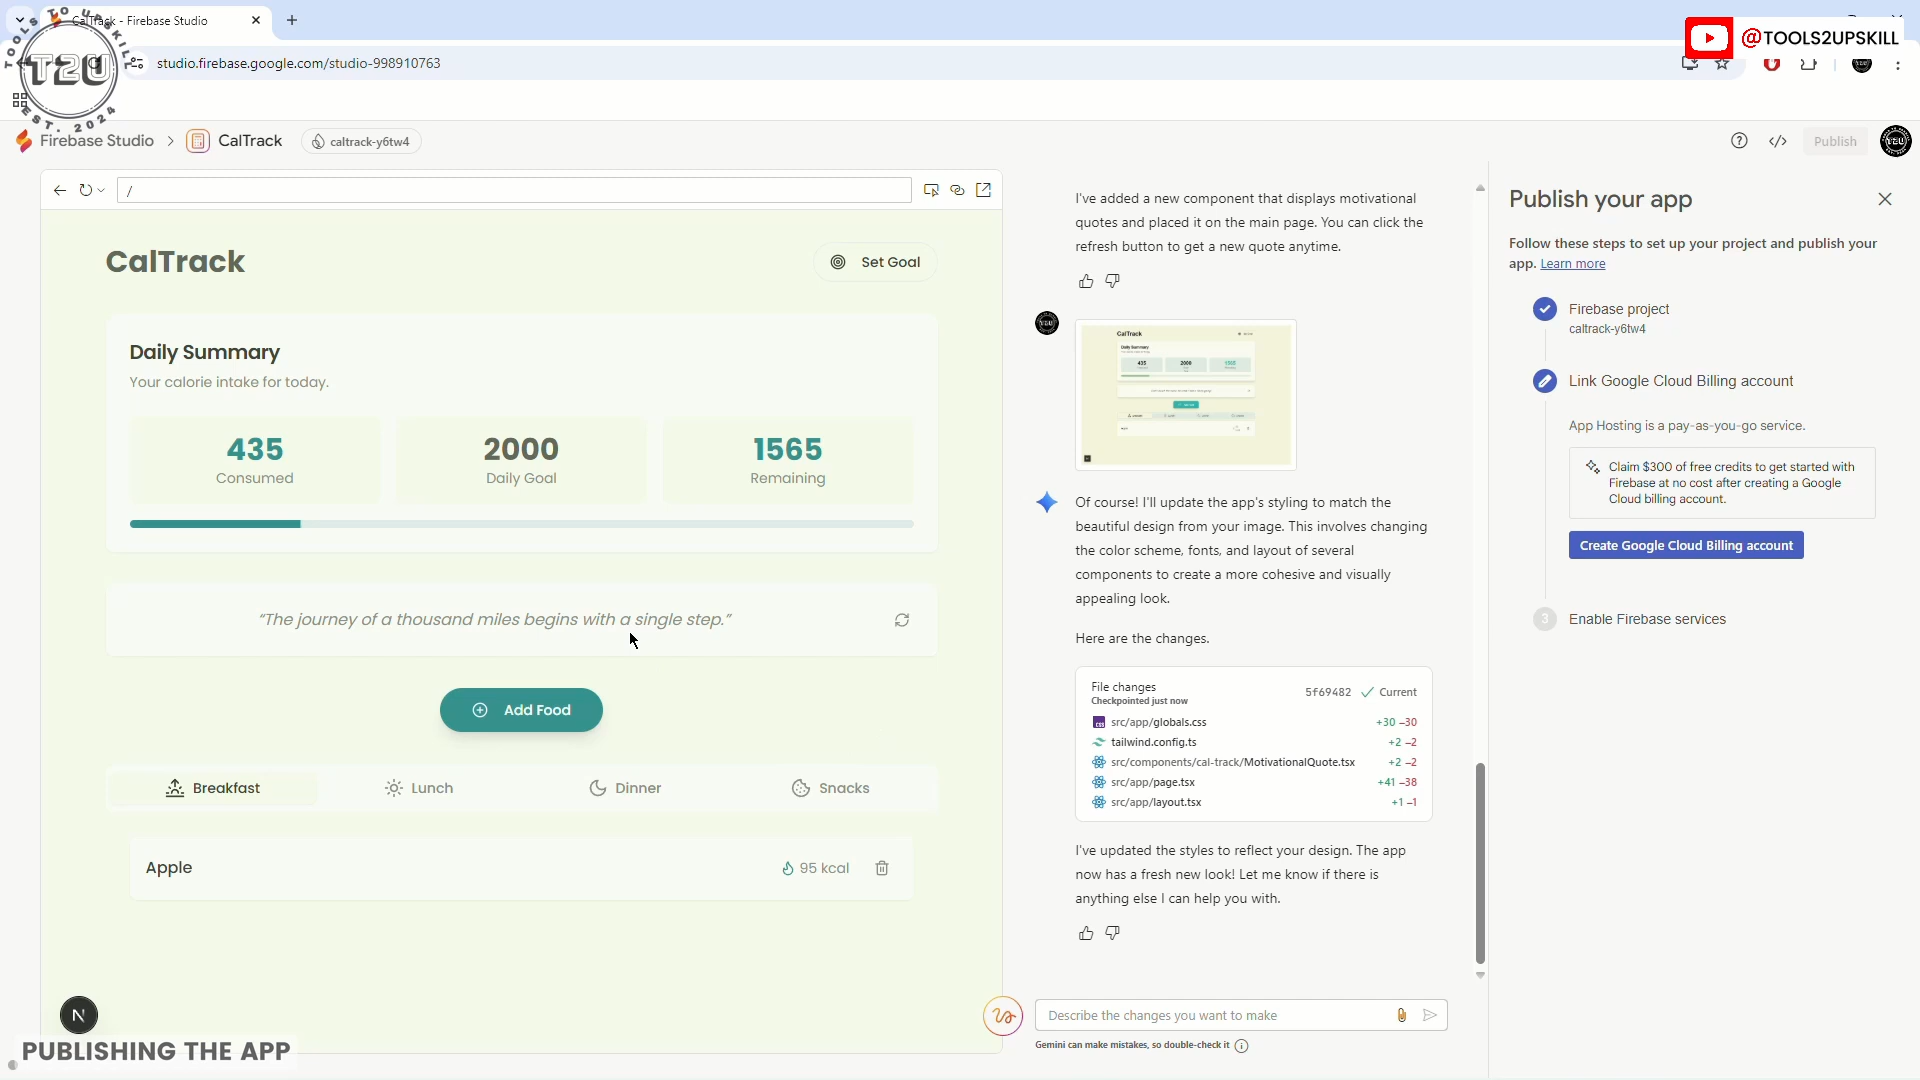 CalTrack - Firebase Studio
TOOLS TO UPSKILL
T2U
EST. 2024
@TOOLS2UPSKILL
studio.firebase.google.com/studio-998910763
Firebase Studio > CalTrack caltrack-y6tw4
Publish
/
CalTrack
Set Goal
Daily Summary
Your calorie intake for today.
435
Consumed
2000
Daily Goal
1565
Remaining
“The journey of a thousand miles begins with a single step.”
Add Food
Breakfast
Lunch
Dinner
Snacks
Apple
95 kcal
N
PUBLISHING THE APP
I've added a new component that displays motivational
quotes and placed it on the main page. You can click the
refresh button to get a new quote anytime.
CalTrack
Daily Summary
435
2000
1565
Of course! I'll update the app's styling to match the
beautiful design from your image. This involves changing
the color scheme, fonts, and layout of several
components to create a more cohesive and visually
appealing look.
Here are the changes.
File changes
Checkpointed just now
5f69482 Current
src/app/globals.css +30 –30
tailwind.config.ts +2 –2
src/components/cal-track/MotivationalQuote.tsx +2 –2
src/app/page.tsx +41 –38
src/app/layout.tsx +1 –1
I've updated the styles to reflect your design. The app
now has a fresh new look! Let me know if there is
anything else I can help you with.
Describe the changes you want to make
Gemini can make mistakes, so double-check it
Publish your app
Follow these steps to set up your project and publish your
app. Learn more
Firebase project
caltrack-y6tw4
Link Google Cloud Billing account
App Hosting is a pay-as-you-go service.
Claim $300 of free credits to get started with
Firebase at no cost after creating a Google
Cloud billing account.
Create Google Cloud Billing account
3 Enable Firebase services